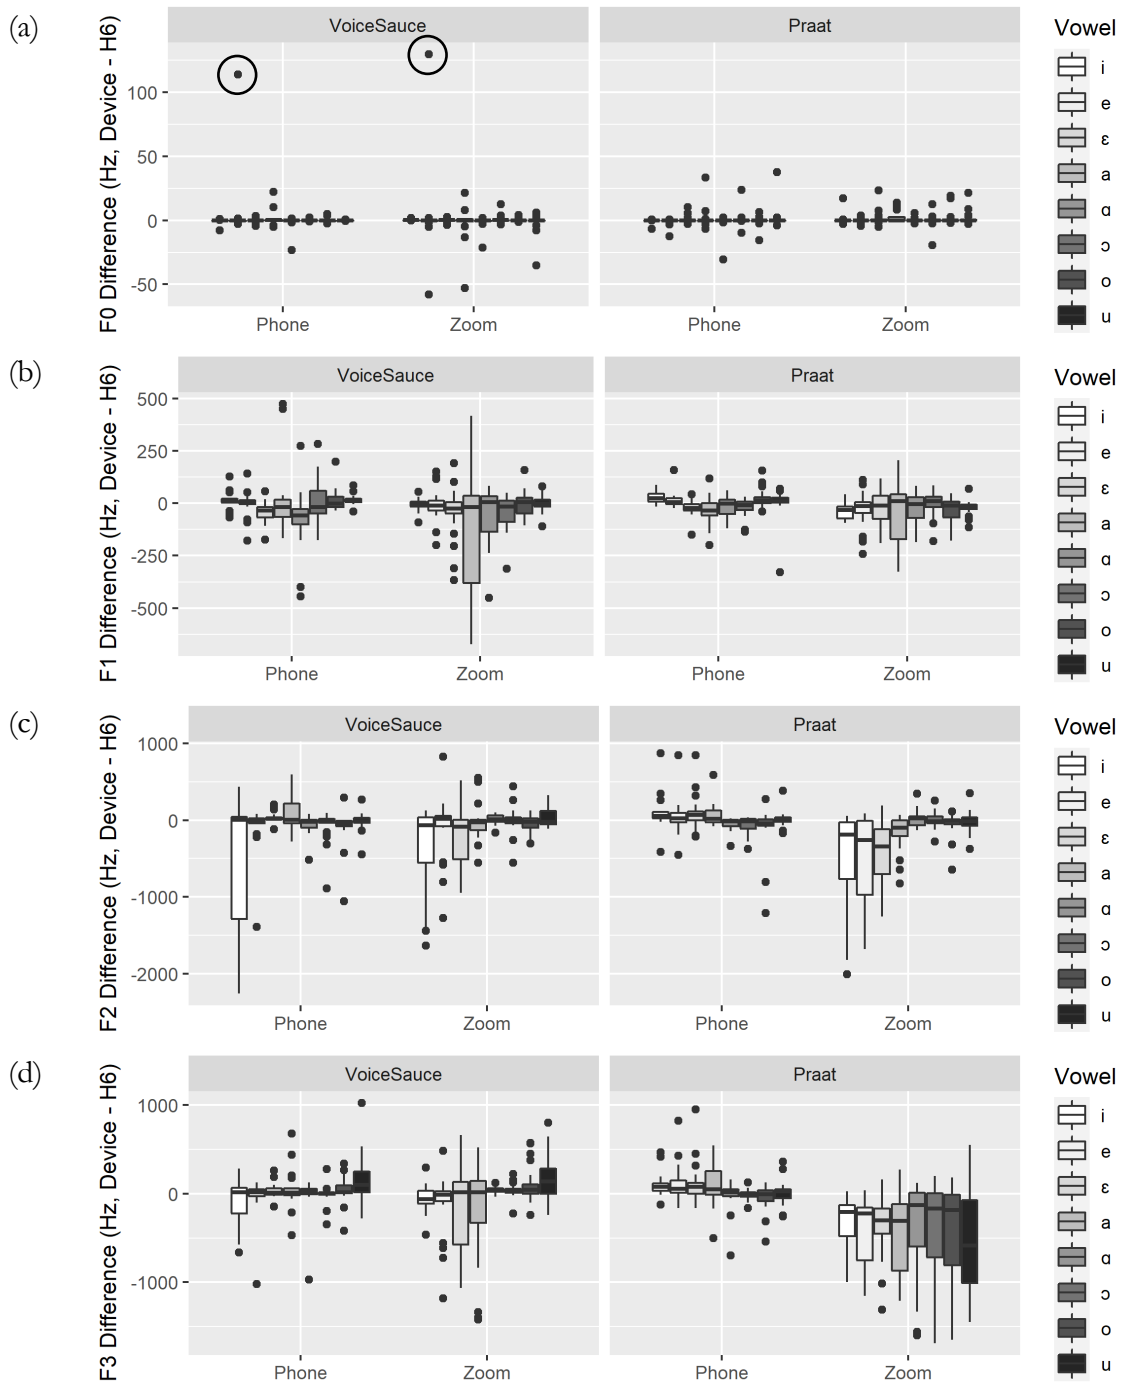 (a)
F0 Difference (Hz, Device - H6)
VoiceSauce
Praat
100
50
0
-50
Phone
Zoom
Phone
Zoom
Vowel
i
e
ɛ
a
ɑ
ɔ
o
u
(b)
F1 Difference (Hz, Device - H6)
VoiceSauce
Praat
500
250
0
-250
-500
Phone
Zoom
Phone
Zoom
Vowel
i
e
ɛ
a
ɑ
ɔ
o
u
(c)
F2 Difference (Hz, Device - H6)
VoiceSauce
Praat
1000
0
-1000
-2000
Phone
Zoom
Phone
Zoom
Vowel
i
e
ɛ
a
ɑ
ɔ
o
u
(d)
F3 Difference (Hz, Device - H6)
VoiceSauce
Praat
1000
0
-1000
Phone
Zoom
Phone
Zoom
Vowel
i
e
ɛ
a
ɑ
ɔ
o
u